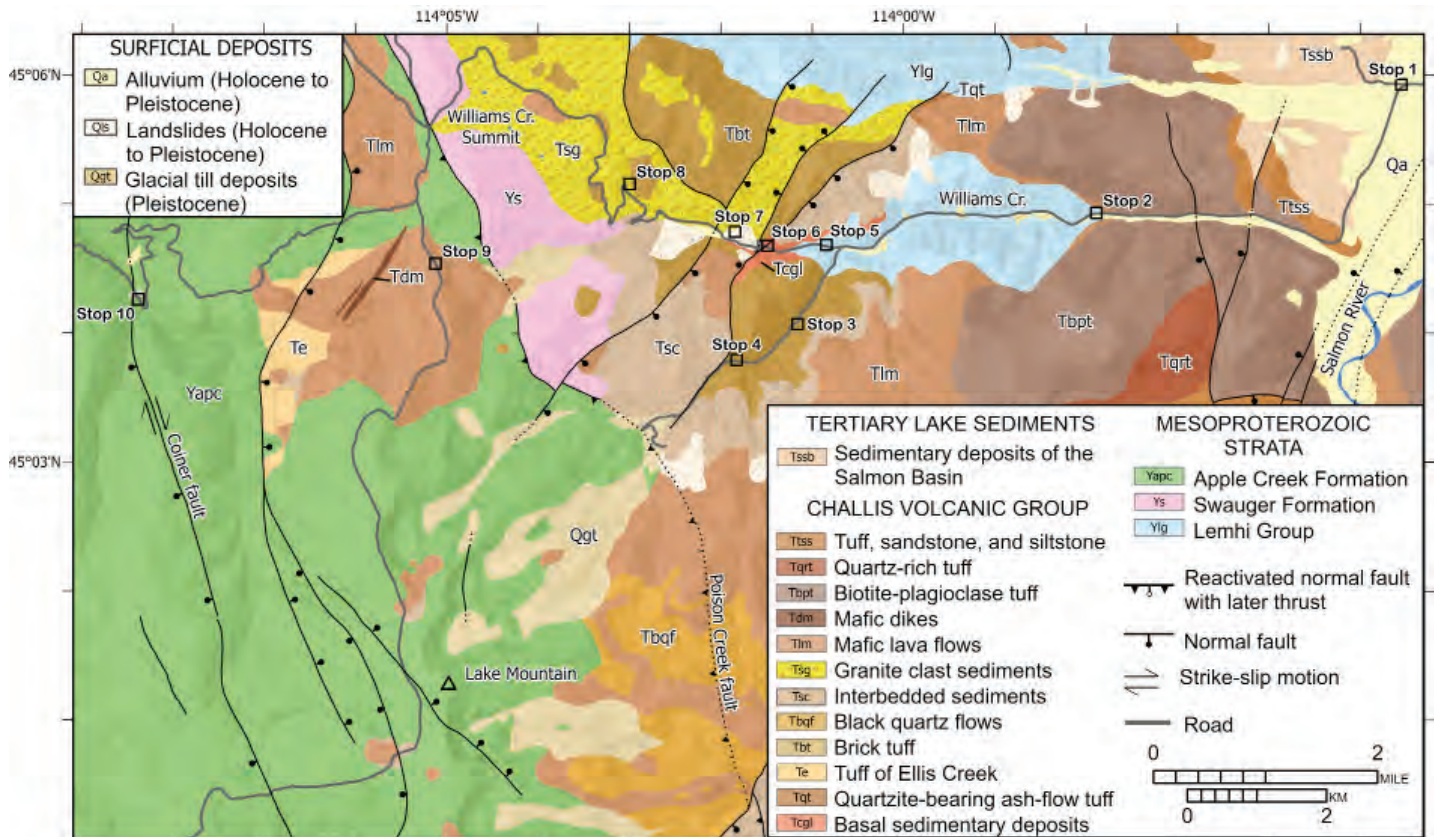 114°05'W
114°00'W
45°06'N
45°03'N
SURFICIAL DEPOSITS
Qa
Alluvium (Holocene to
Pleistocene)
Qls
Landslides (Holocene
to Pleistocene)
Qgt
Glacial till deposits
(Pleistocene)
Tlm
Williams Cr.
Summit
Tsg
Ys
Stop 8
Tbt
Ylg
Tqt
Tlm
Tssb
Stop 1
Qa
Williams Cr.
Stop 2
Ttss
Stop 7
Stop 6
Stop 5
Tcgl
Stop 9
Tdm
Stop 10
Te
Yapc
Coiner fault
Tsc
Stop 4
Stop 3
Tlm
Tbpt
Tqrt
Salmon River
Qgt
Tbqf
Poison Creek fault
Lake Mountain
TERTIARY LAKE SEDIMENTS
Tssb
Sedimentary deposits of the
Salmon Basin
CHALLIS VOLCANIC GROUP
Ttss
Tuff, sandstone, and siltstone
Tqrt
Quartz-rich tuff
Tbpt
Biotite-plagioclase tuff
Tdm
Mafic dikes
Tlm
Mafic lava flows
Tsg
Granite clast sediments
Tsc
Interbedded sediments
Tbqf
Black quartz flows
Tbt
Brick tuff
Te
Tuff of Ellis Creek
Tqt
Quartzite-bearing ash-flow tuff
Tcgl
Basal sedimentary deposits
MESOPROTEROZOIC
STRATA
Yapc
Apple Creek Formation
Ys
Swauger Formation
Ylg
Lemhi Group
Reactivated normal fault
with later thrust
Normal fault
Strike-slip motion
Road
0
2
MILE
KM
0
2